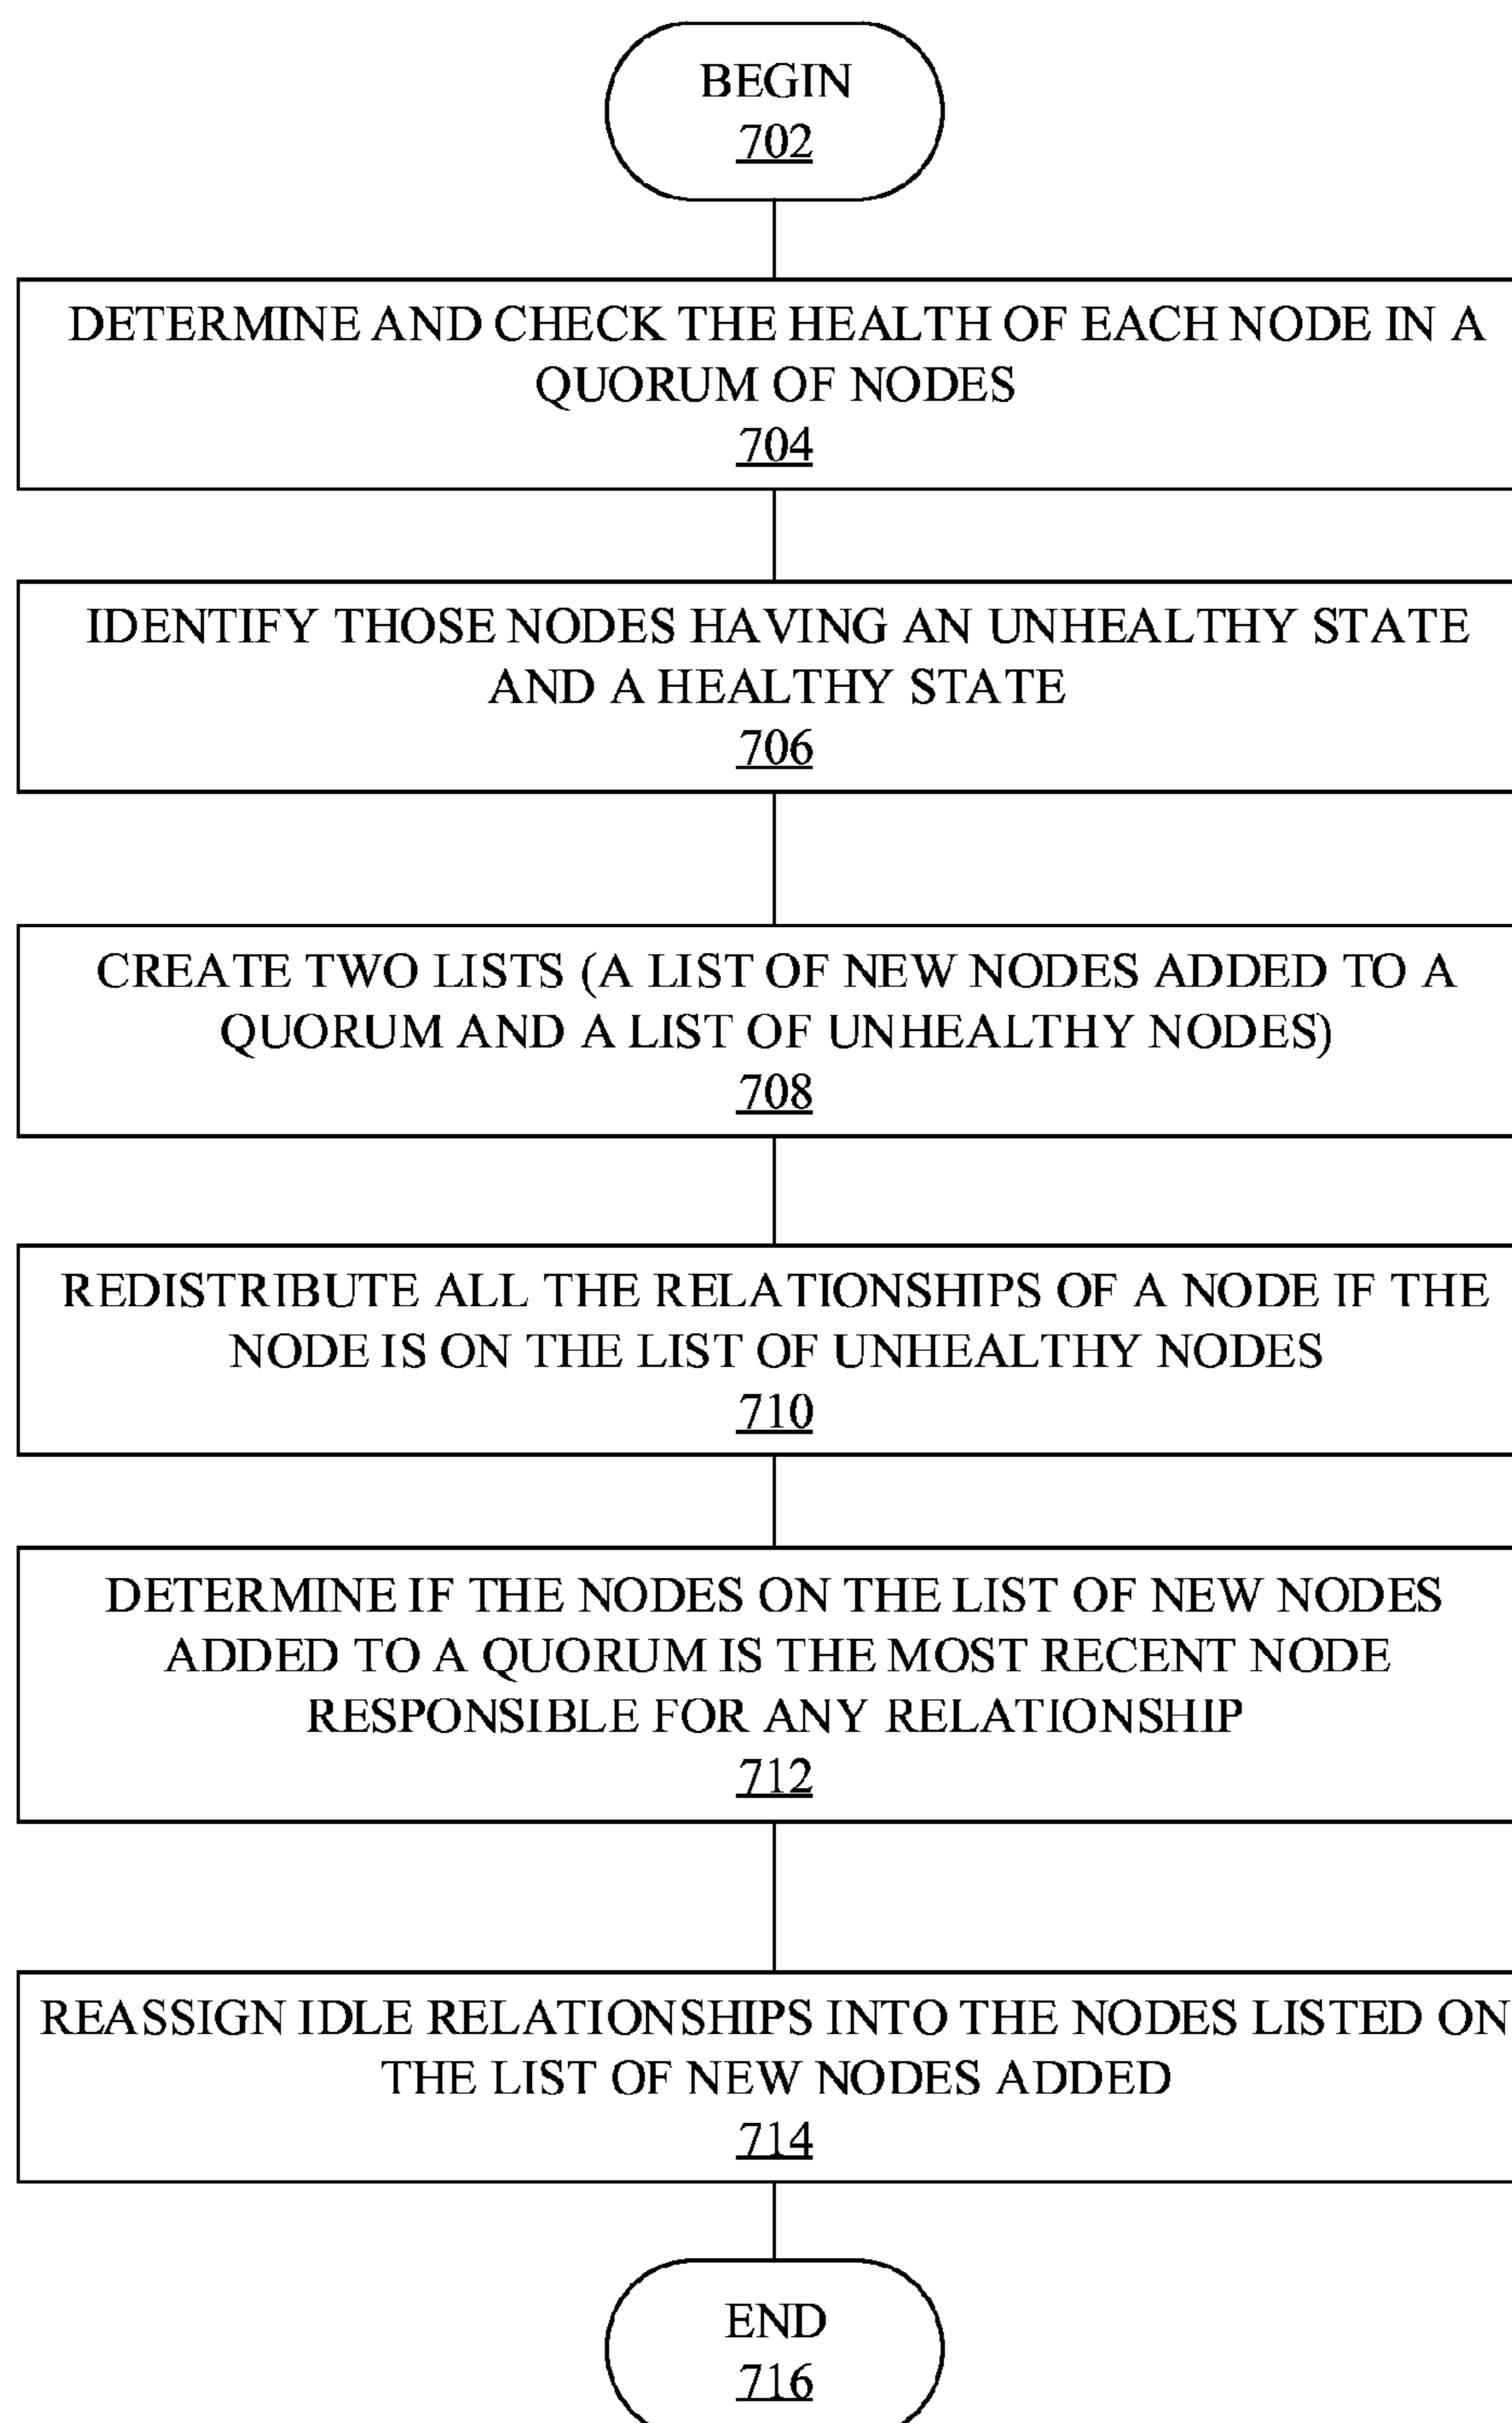 BEGIN
702
DETERMINE AND CHECK THE HEALTH OF EACH NODE IN A
QUORUM OF NODES
704
IDENTIFY THOSE NODES HAVING AN UNHEALTHY STATE
AND A HEALTHY STATE
706
CREATE TWO LISTS (A LIST OF NEW NODES ADDED TO A
QUORUM AND A LIST OF UNHEALTHY NODES)
708
REDISTRIBUTE ALL THE RELATIONSHIPS OF A NODE IF THE
NODE IS ON THE LIST OF UNHEALTHY NODES
710
DETERMINE IF THE NODES ON THE LIST OF NEW NODES
ADDED TO A QUORUM IS THE MOST RECENT NODE
RESPONSIBLE FOR ANY RELATIONSHIP
712
REASSIGN IDLE RELATIONSHIPS INTO THE NODES LISTED ON
THE LIST OF NEW NODES ADDED
714
END
716